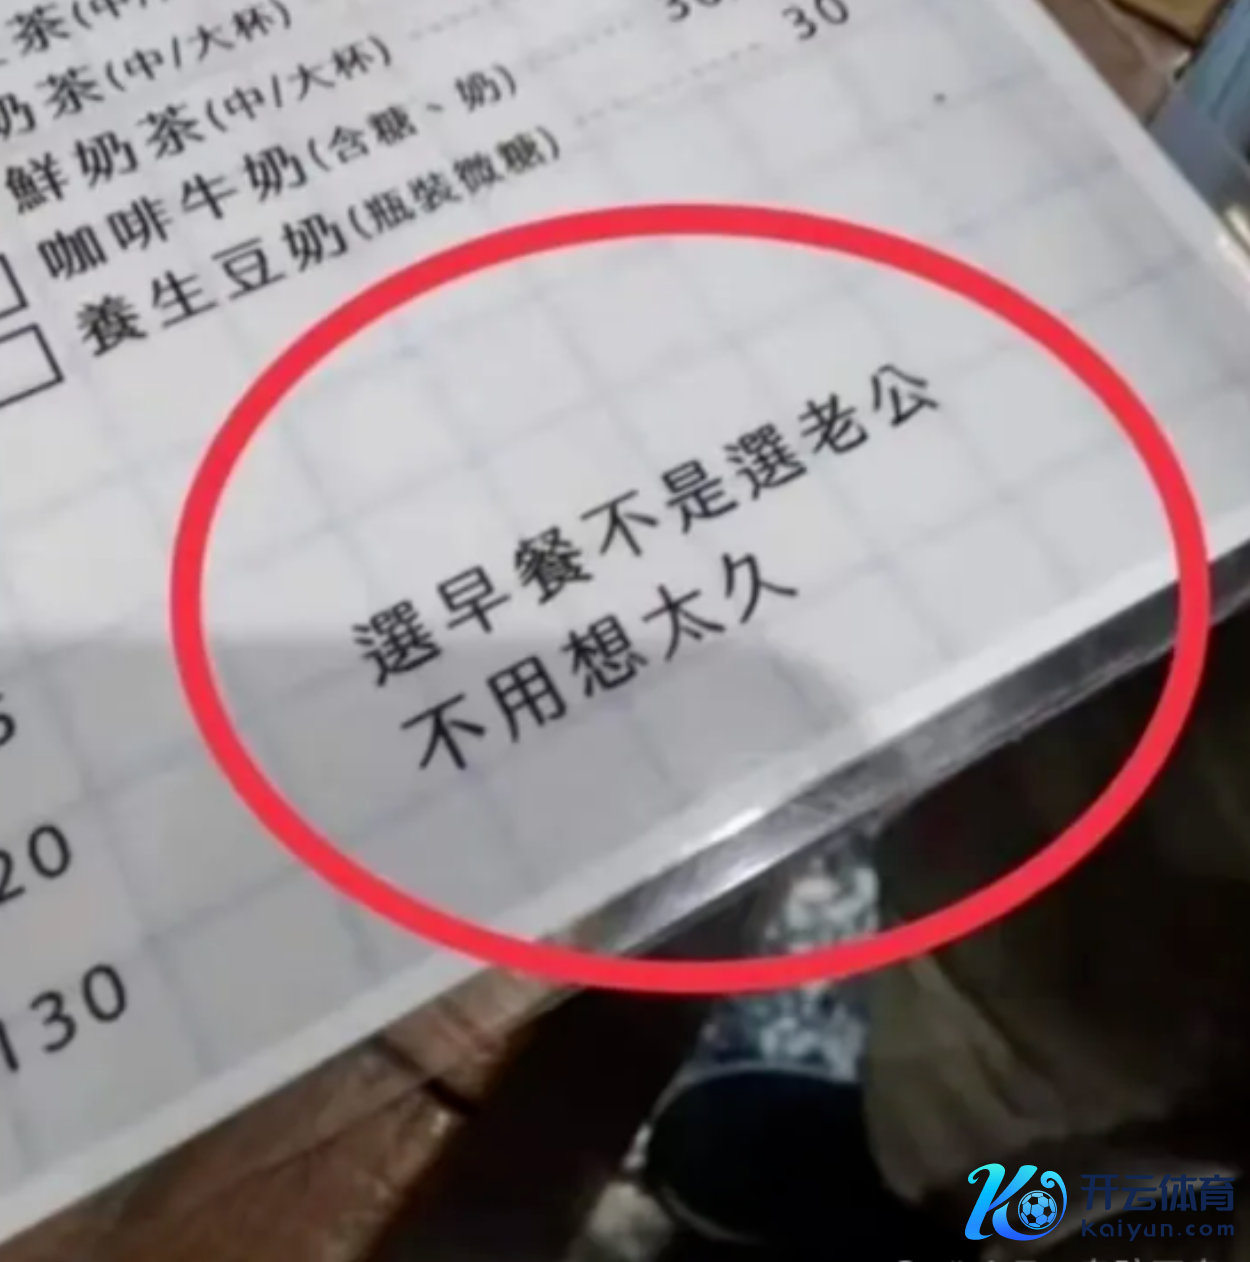 茶(中/
奶茶(中/大杯)
鮮奶茶(中/大杯)
咖啡牛奶(含糖、奶) 30
養生豆奶(瓶裝微糖) 30
選早餐不是選老公
不用想太久
5
20
130
开云体育
kaiyun.com